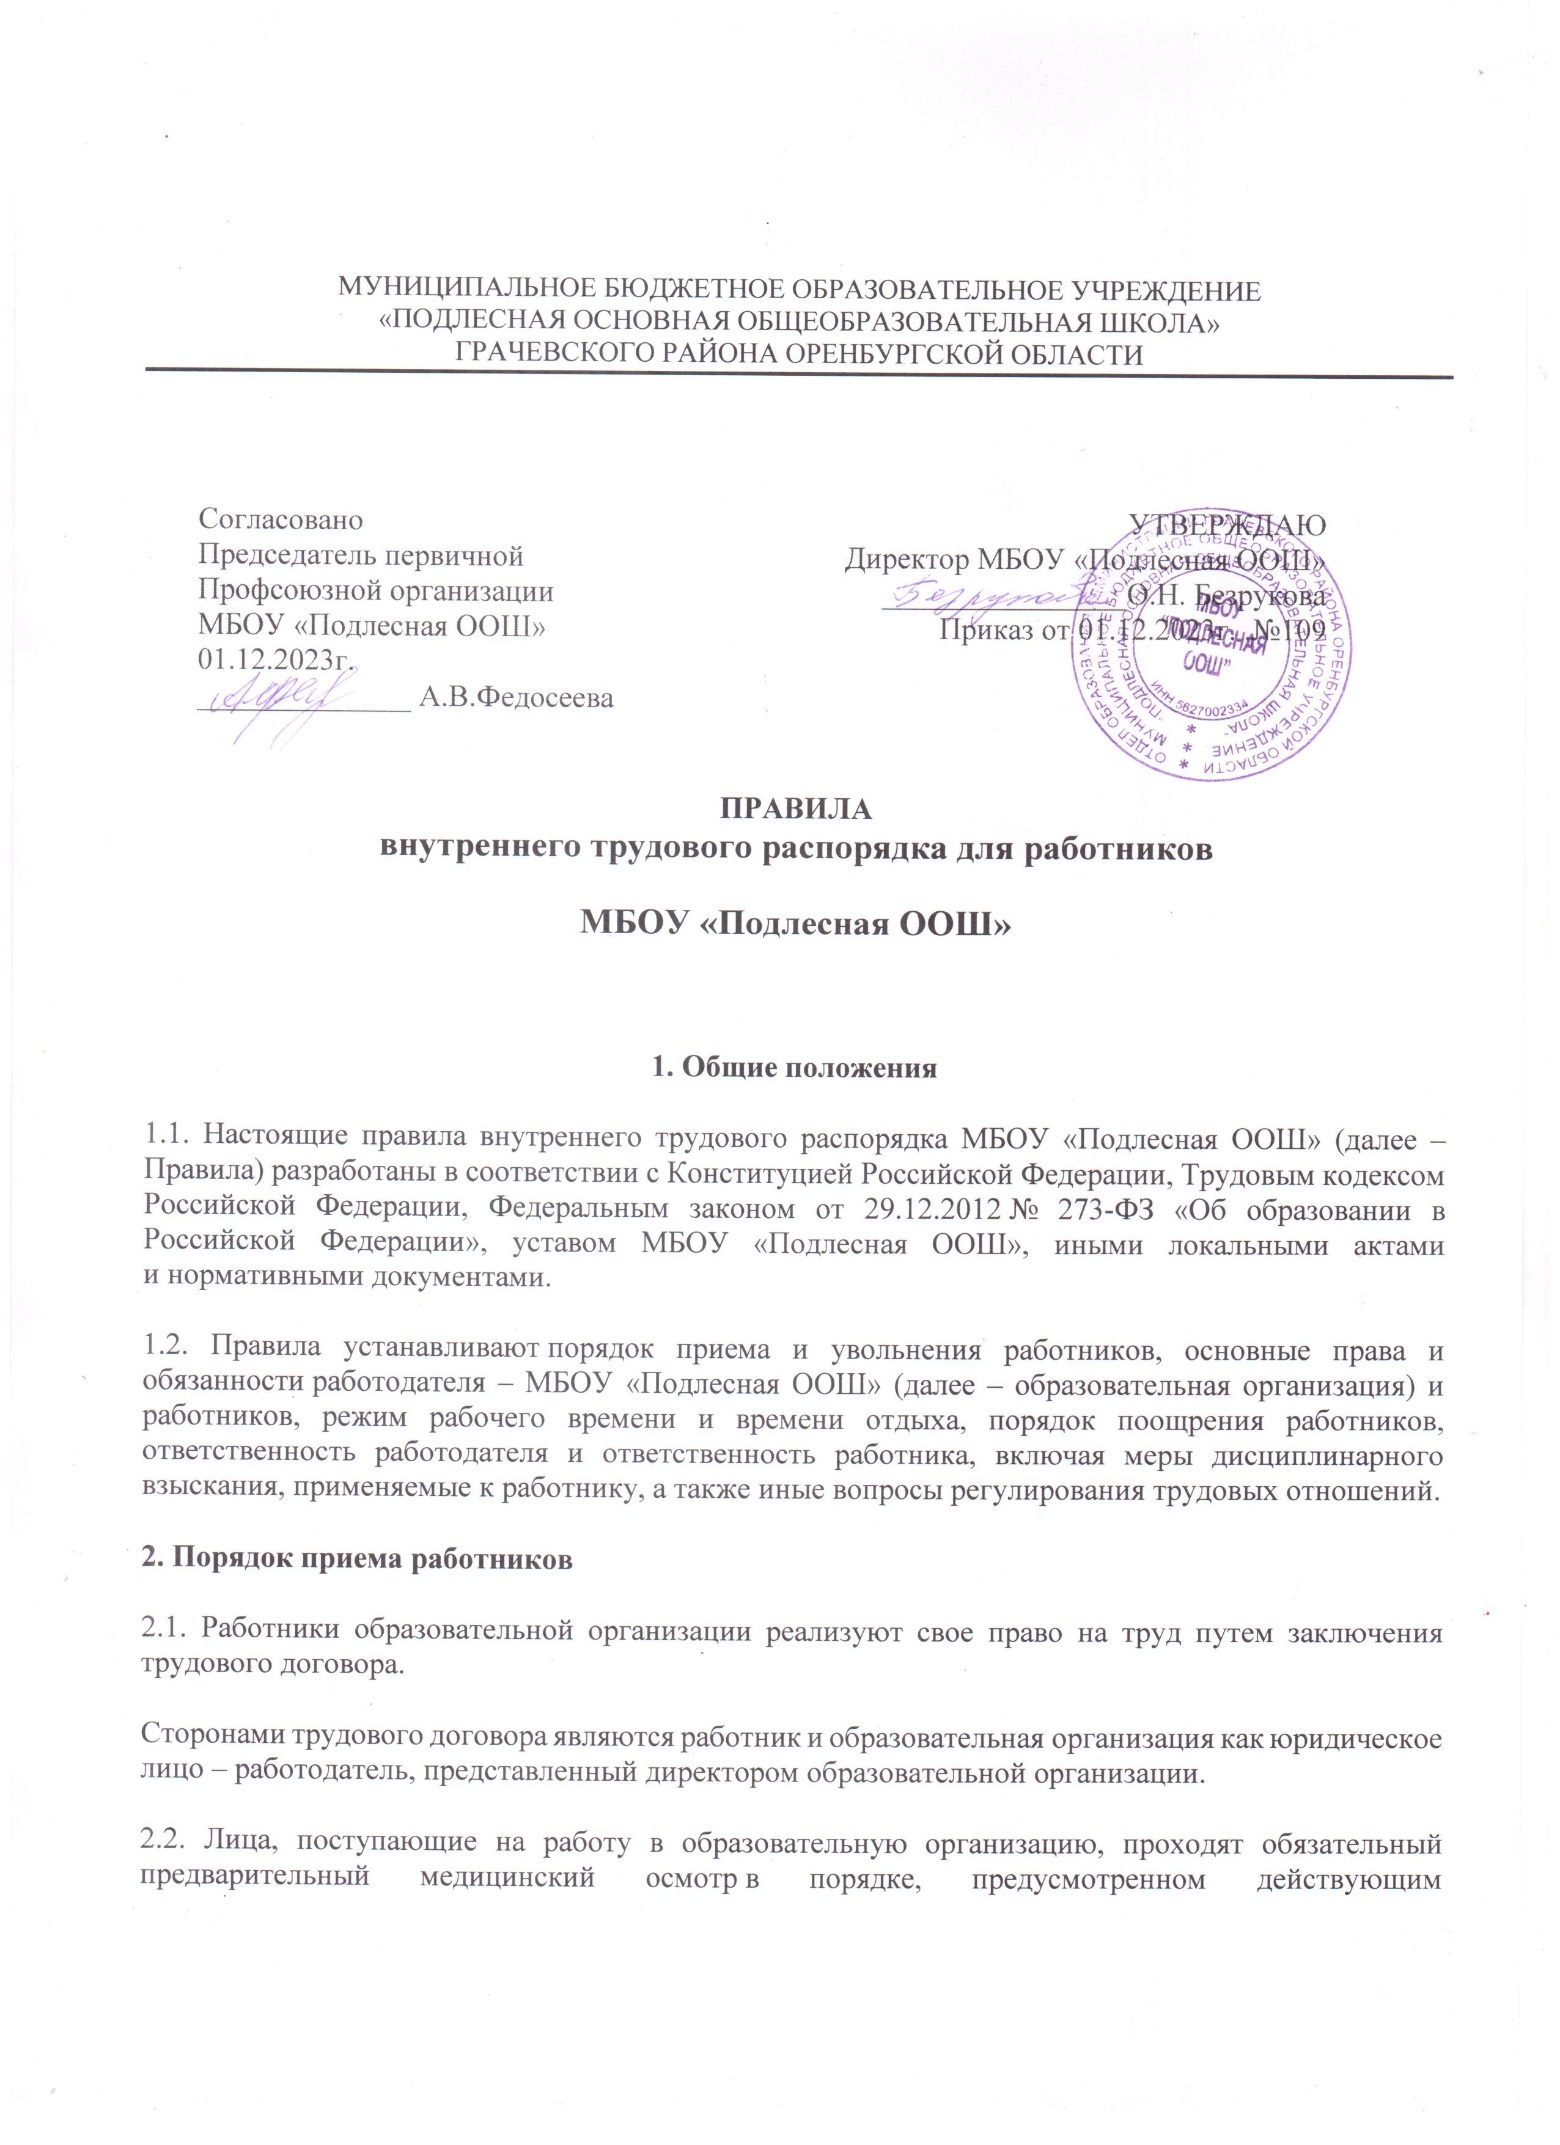 МУНИЦИПАЛЬНОЕ БЮДЖЕТНОЕ ОБРАЗОВАТЕЛЬНОЕ УЧРЕЖДЕНИЕ
«ПОДЛЕСНАЯ ОСНОВНАЯ ОБЩЕОБРАЗОВАТЕЛЬНАЯ ШКОЛА»
ГРАЧЕВСКОГО РАЙОНА ОРЕНБУРГСКОЙ ОБЛАСТИ
Согласовано
Председатель первичной
Профсоюзной организации
МБОУ «Подлесная ООШ»
01.12.2023г.
А.В.Федосеева
УТВЕРЖДАЮ
Директор МБОУ «Подлесная ООШ»
Безрукова О.Н. Безрукова
Приказ от 01.12.2023г. №109
МБОУ
"ПОДЛЕСНАЯ
ООШ"
ИНН 5627002334
ПРАВИЛА
внутреннего трудового распорядка для работников
МБОУ «Подлесная ООШ»
1. Общие положения
1.1. Настоящие правила внутреннего трудового распорядка МБОУ «Подлесная ООШ» (далее –
Правила) разработаны в соответствии с Конституцией Российской Федерации, Трудовым кодексом
Российской Федерации, Федеральным законом от 29.12.2012 № 273-ФЗ «Об образовании в
Российской Федерации», уставом МБОУ «Подлесная ООШ», иными локальными актами
и нормативными документами.
1.2. Правила устанавливают порядок приема и увольнения работников, основные права и
обязанности работодателя – МБОУ «Подлесная ООШ» (далее – образовательная организация) и
работников, режим рабочего времени и времени отдыха, порядок поощрения работников,
ответственность работодателя и ответственность работника, включая меры дисциплинарного
взыскания, применяемые к работнику, а также иные вопросы регулирования трудовых отношений.
2. Порядок приема работников
2.1. Работники образовательной организации реализуют свое право на труд путем заключения
трудового договора.
Сторонами трудового договора являются работник и образовательная организация как юридическое
лицо – работодатель, представленный директором образовательной организации.
2.2. Лица, поступающие на работу в образовательную организацию, проходят обязательный
предварительный медицинский осмотр в порядке, предусмотренном действующим